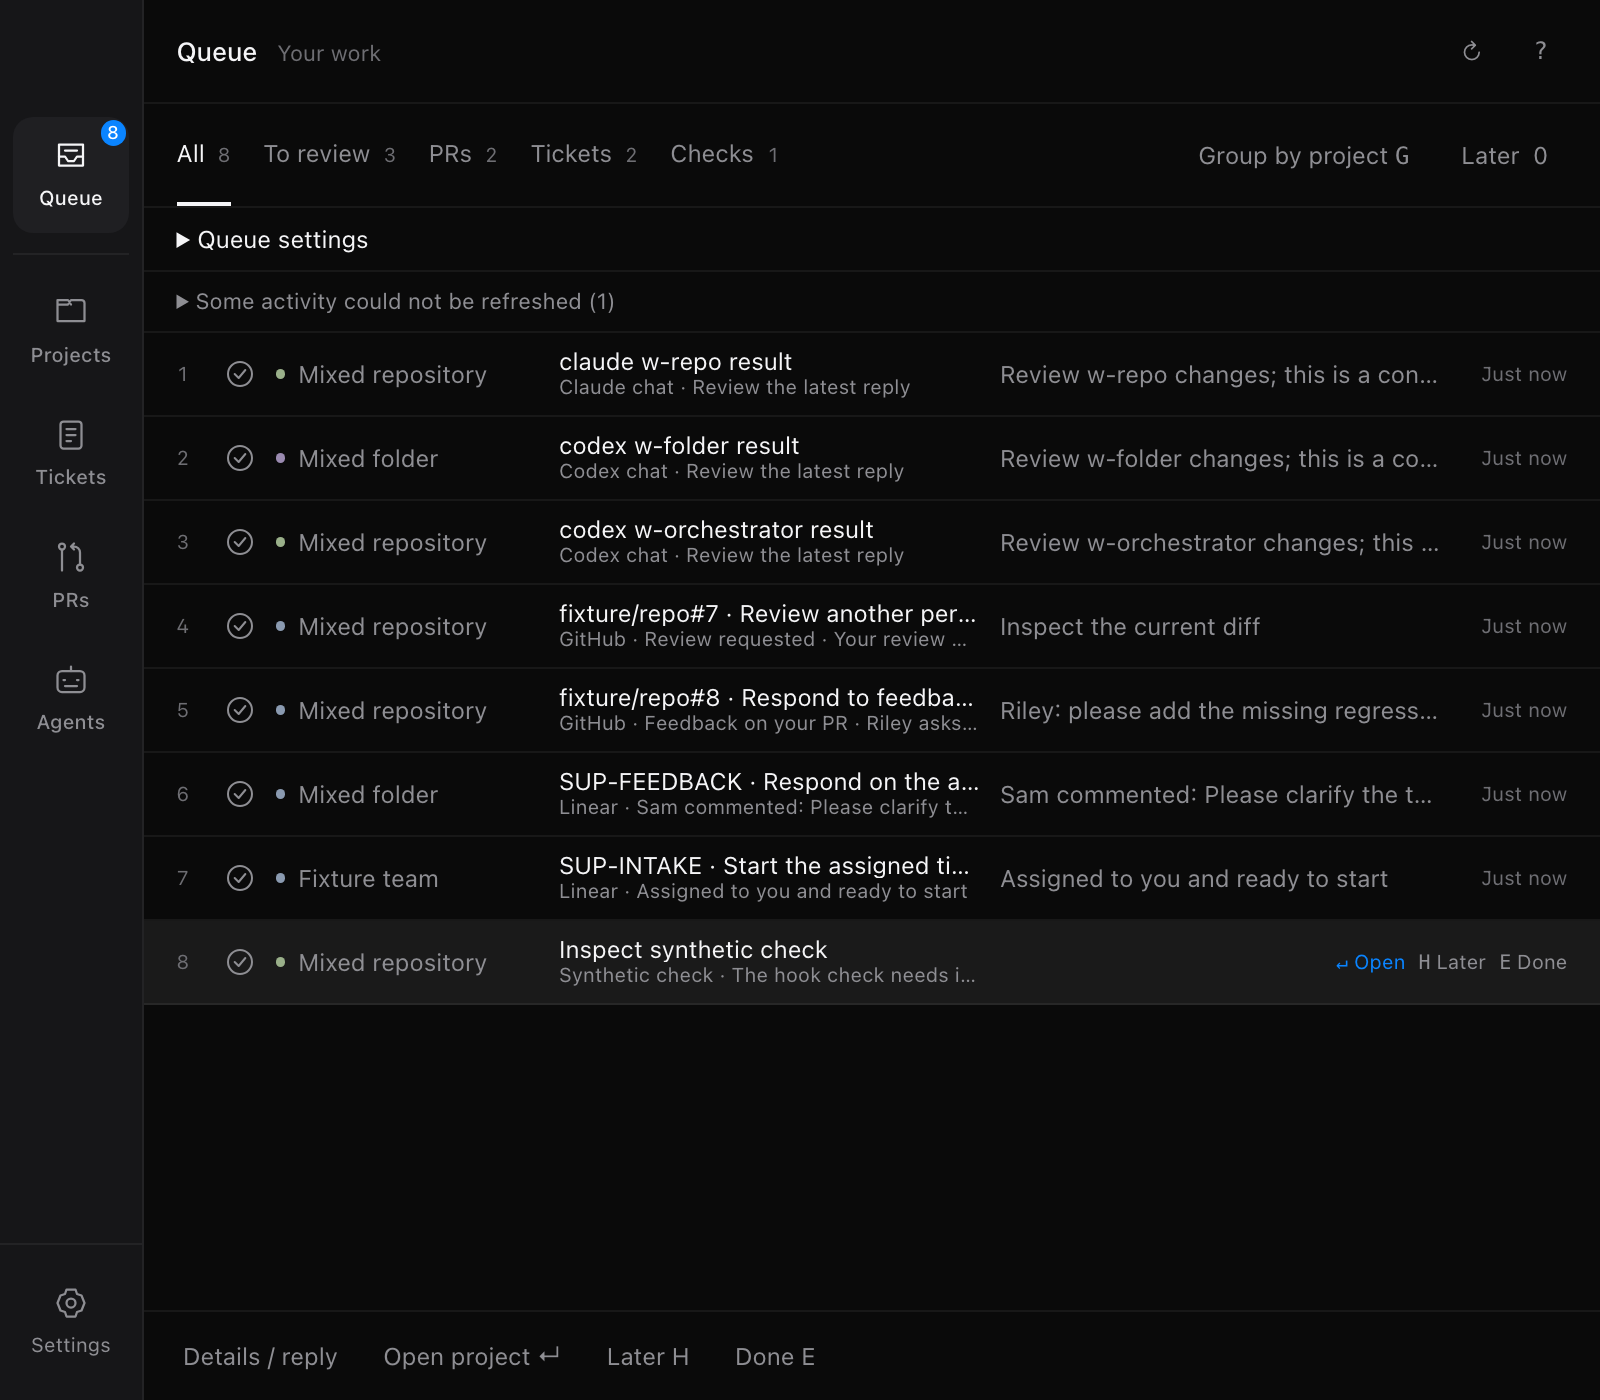 Queue Your work ?
8
Queue
Projects
Tickets
PRs
Agents
Settings
All 8 To review 3 PRs 2 Tickets 2 Checks 1 Group by project G Later 0
Queue settings
Some activity could not be refreshed (1)
1 Mixed repository claude w-repo result Review w-repo changes; this is a con... Just now
Claude chat · Review the latest reply
2 Mixed folder codex w-folder result Review w-folder changes; this is a co... Just now
Codex chat · Review the latest reply
3 Mixed repository codex w-orchestrator result Review w-orchestrator changes; this ... Just now
Codex chat · Review the latest reply
4 Mixed repository fixture/repo#7 · Review another per... Inspect the current diff Just now
GitHub · Review requested · Your review ...
5 Mixed repository fixture/repo#8 · Respond to feedba... Riley: please add the missing regress... Just now
GitHub · Feedback on your PR · Riley asks...
6 Mixed folder SUP-FEEDBACK · Respond on the a... Sam commented: Please clarify the t... Just now
Linear · Sam commented: Please clarify t...
7 Fixture team SUP-INTAKE · Start the assigned ti... Assigned to you and ready to start Just now
Linear · Assigned to you and ready to start
8 Mixed repository Inspect synthetic check ↵ Open H Later E Done
Synthetic check · The hook check needs i...
Details / reply Open project ↵ Later H Done E